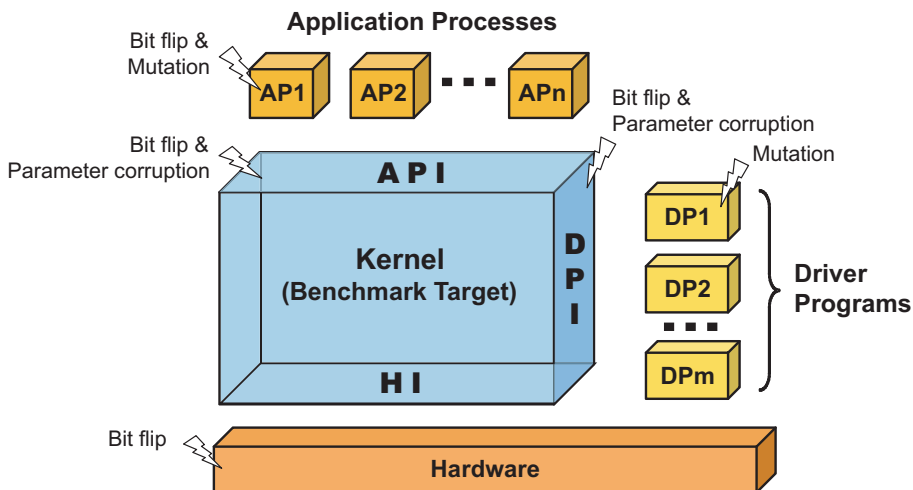 Application Processes
Bit flip &
Mutation
AP1
AP2
APn
Bit flip &
Parameter corruption
Bit flip &
Parameter corruption
Mutation
API
DP1
Kernel
(Benchmark Target)
DPI
DP2
Driver
Programs
DPm
HI
Bit flip
Hardware